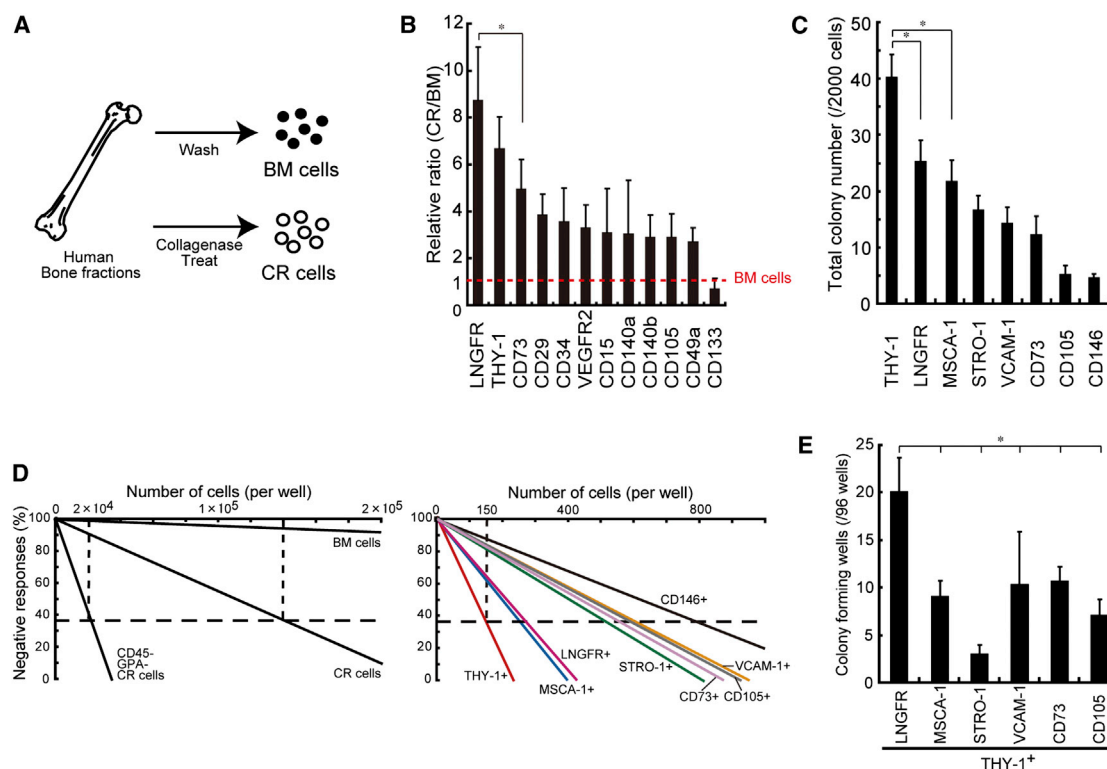 A
Wash
BM cells
Collagenase
Treat
CR cells
Human
Bone fractions
B
Relative ratio (CR/BM)
12
10
8
6
4
2
1
0
*
BM cells
LNGFR
THY-1
CD73
CD29
CD34
VEGFR2
CD15
CD140a
CD140b
CD105
CD49a
CD133
C
Total colony number (/2000 cells)
50
40
30
20
10
0
*
*
THY-1
LNGFR
MSCA-1
STRO-1
VCAM-1
CD73
CD105
CD146
D
Number of cells (per well)
0 2×10⁴ 1×10⁵ 2×10⁵
Negative responses (%)
100
80
60
40
20
0
BM cells
CD45-
GPA-
CR cells
CR cells
Number of cells (per well)
0 150 400 800
100
80
60
40
20
0
CD146+
LNGFR+
THY-1+
MSCA-1+
STRO-1+
VCAM-1+
CD73+ CD105+
E
Colony forming wells (/96 wells)
25
20
15
10
5
0
*
LNGFR
MSCA-1
STRO-1
VCAM-1
CD73
CD105
THY-1⁺